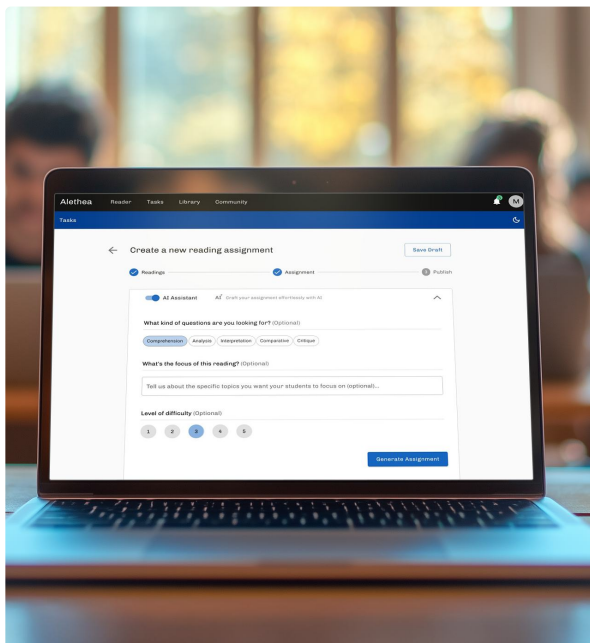 Alethea Reader Tasks Library Community M
Tasks
Create a new reading assignment Save Draft
Readings Assignment 3 Publish
AI Assistant AI Draft your assignment effortlessly with AI
What kind of questions are you looking for? (Optional)
Comprehension Analysis Interpretation Comparative Critique
What's the focus of this reading? (Optional)
Tell us about the specific topics you want your students to focus on (optional)...
Level of difficulty (Optional)
1 2 3 4 5
Generate Assignment